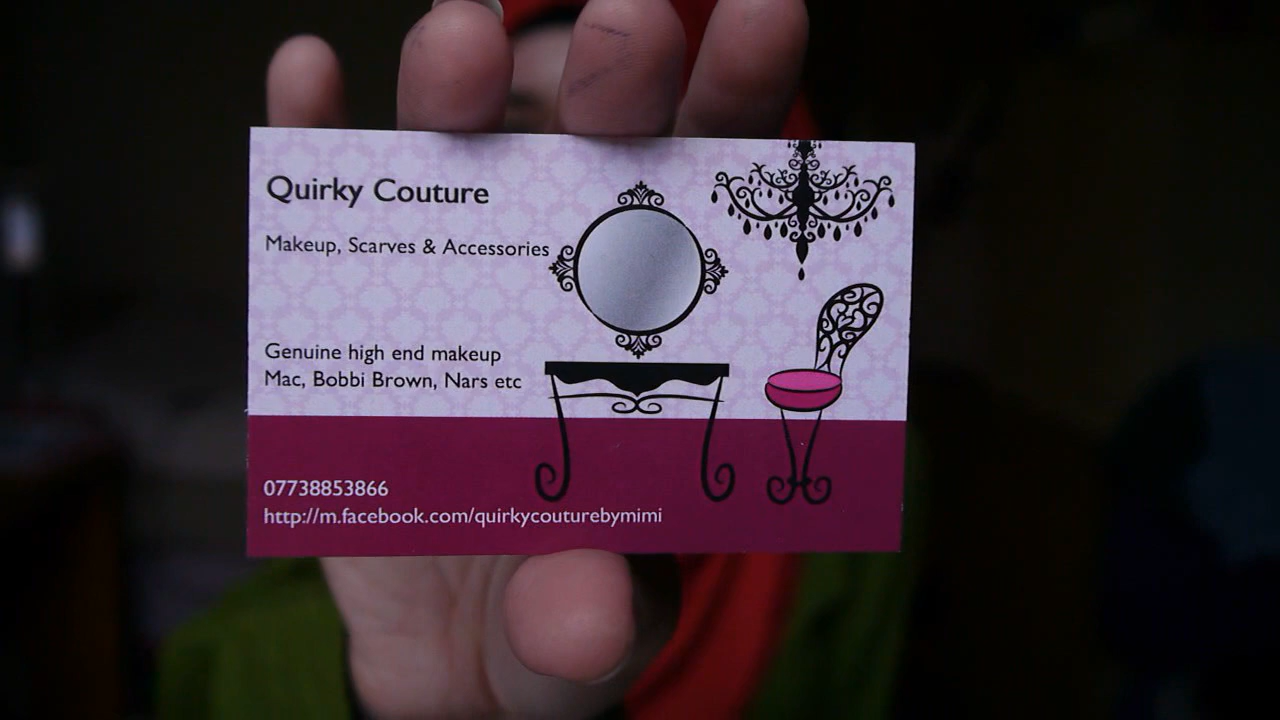 Quirky Couture
Makeup, Scarves & Accessories
Genuine high end makeup
Mac, Bobbi Brown, Nars etc
07738853866
http://m.facebook.com/quirkycouturebymimi